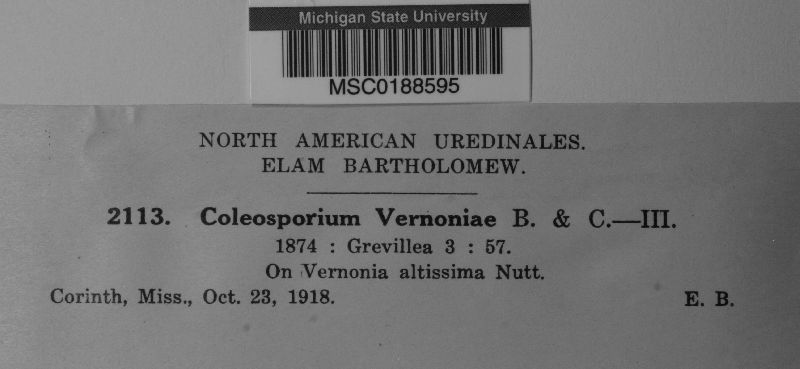 Michigan State University
MSC0188595
NORTH AMERICAN UREDINALES.
ELAM BARTHOLOMEW.
2113. Coleosporium Vernoniae B. & C.—III.
1874 : Grevillea 3 : 57.
On Vernonia altissima Nutt.
Corinth, Miss., Oct. 23, 1918. E. B.